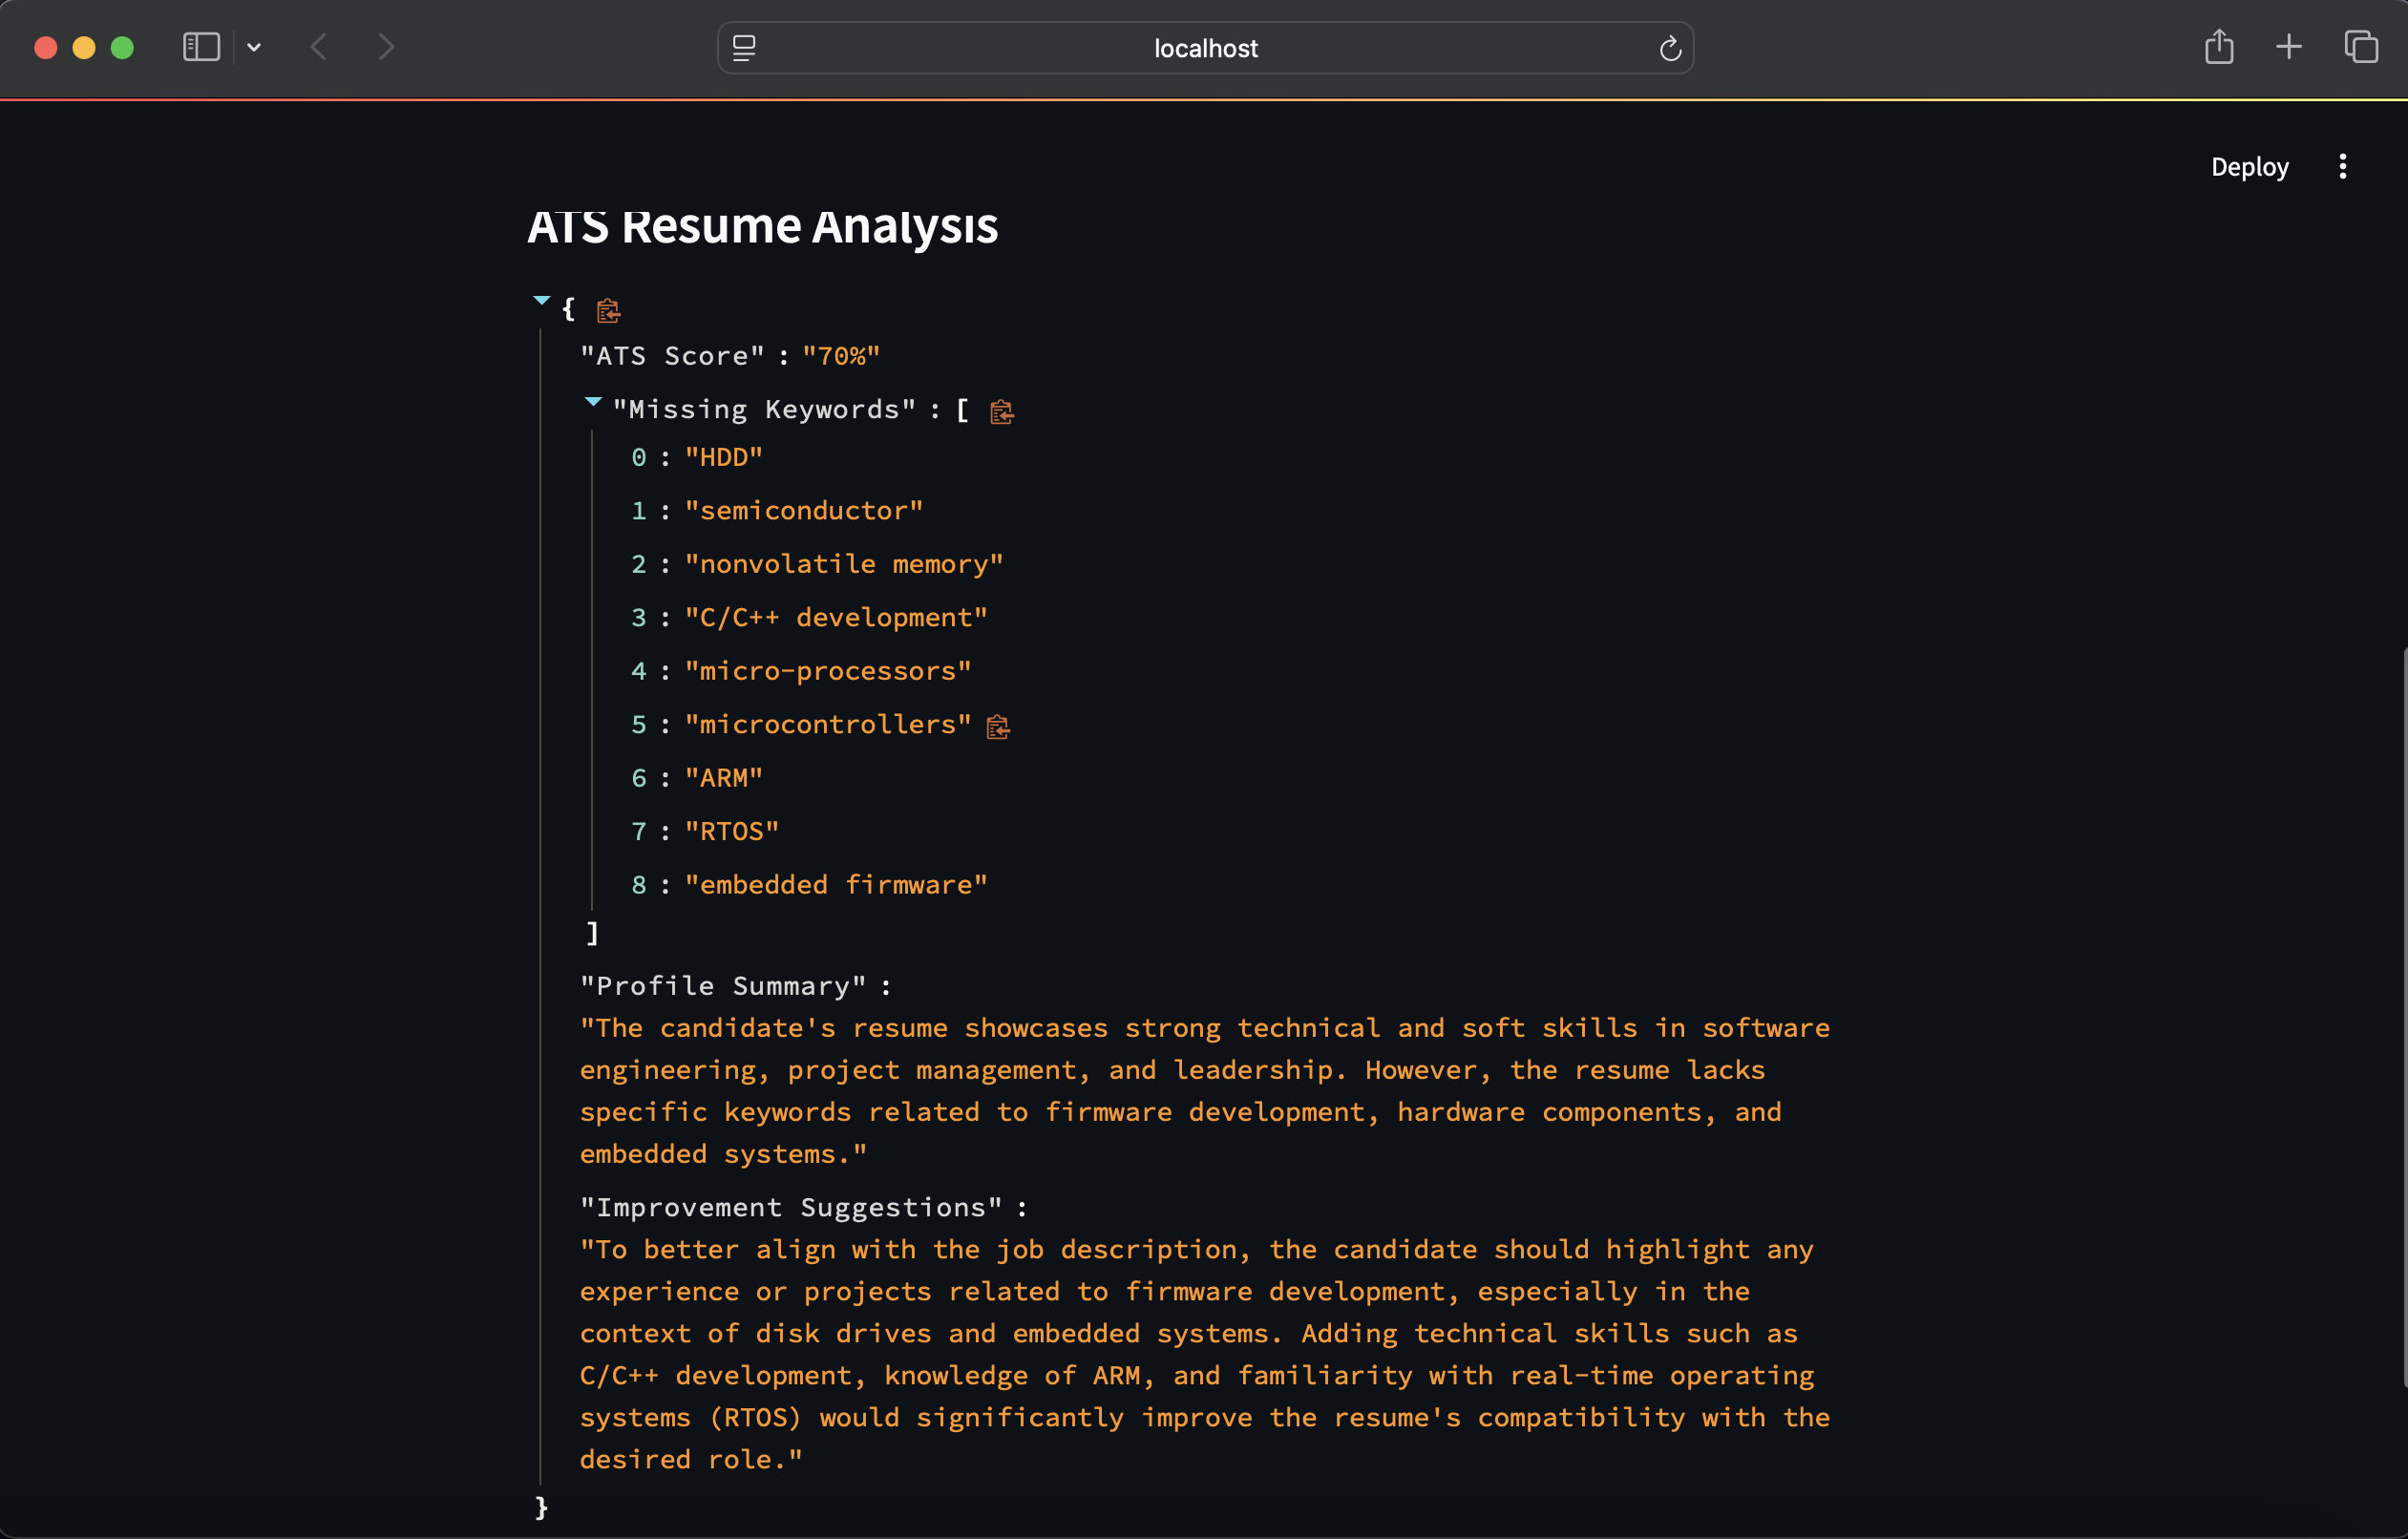 localhost
Deploy
ATS Resume Analysis
{
"ATS Score" : "70%"
"Missing Keywords" : [
0 : "HDD"
1 : "semiconductor"
2 : "nonvolatile memory"
3 : "C/C++ development"
4 : "micro-processors"
5 : "microcontrollers"
6 : "ARM"
7 : "RTOS"
8 : "embedded firmware"
]
"Profile Summary" :
"The candidate's resume showcases strong technical and soft skills in software
engineering, project management, and leadership. However, the resume lacks
specific keywords related to firmware development, hardware components, and
embedded systems."
"Improvement Suggestions" :
"To better align with the job description, the candidate should highlight any
experience or projects related to firmware development, especially in the
context of disk drives and embedded systems. Adding technical skills such as
C/C++ development, knowledge of ARM, and familiarity with real-time operating
systems (RTOS) would significantly improve the resume's compatibility with the
desired role."
}